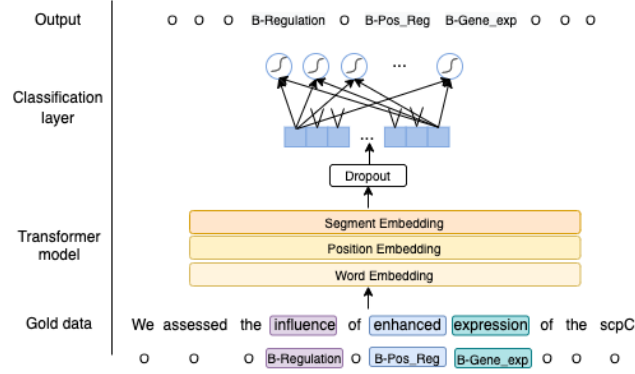 Output O O O B-Regulation O B-Pos_Reg B-Gene_exp O O O
...
Classification
layer
...
Dropout
Segment Embedding
Transformer
model
Position Embedding
Word Embedding
Gold data We assessed the influence of enhanced expression of the scpC
O O O B-Regulation O B-Pos_Reg B-Gene_exp O O O